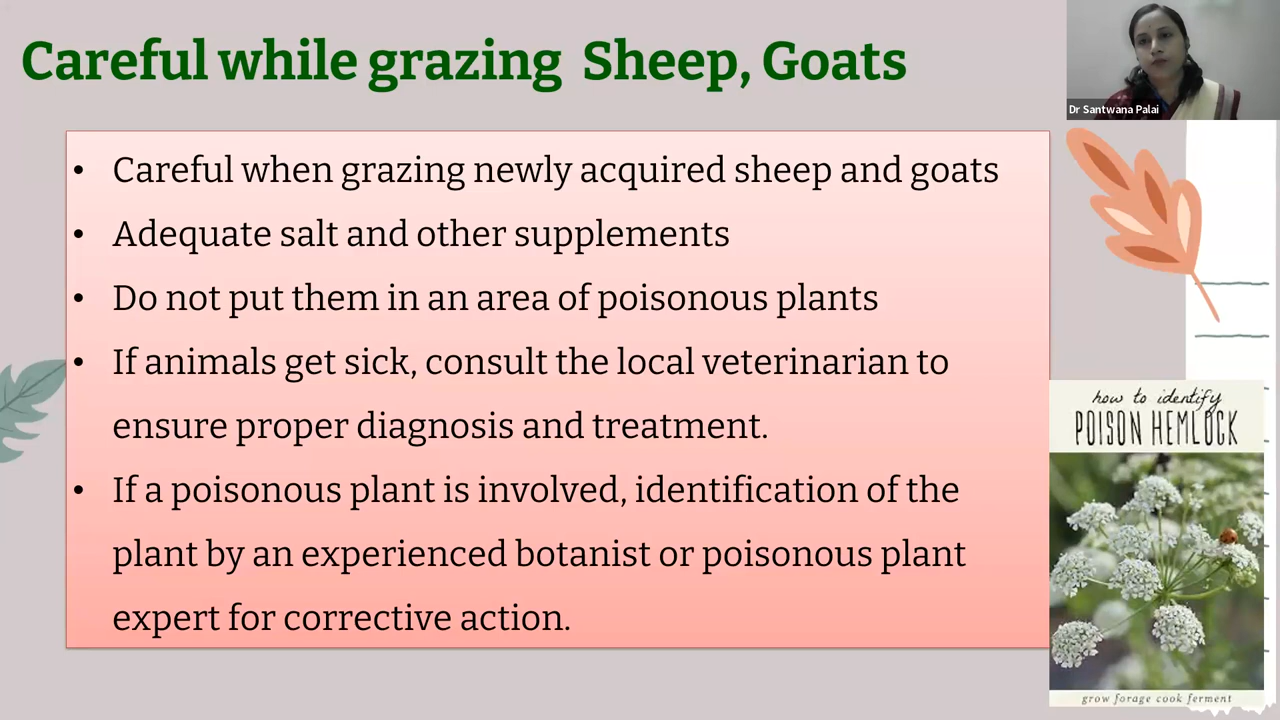 Careful while grazing Sheep, Goats
Dr Santwana Palai
• Careful when grazing newly acquired sheep and goats
• Adequate salt and other supplements
• Do not put them in an area of poisonous plants
• If animals get sick, consult the local veterinarian to
ensure proper diagnosis and treatment.
• If a poisonous plant is involved, identification of the
plant by an experienced botanist or poisonous plant
expert for corrective action.
how to identify
POISON HEMLOCK
grow forage cook ferment